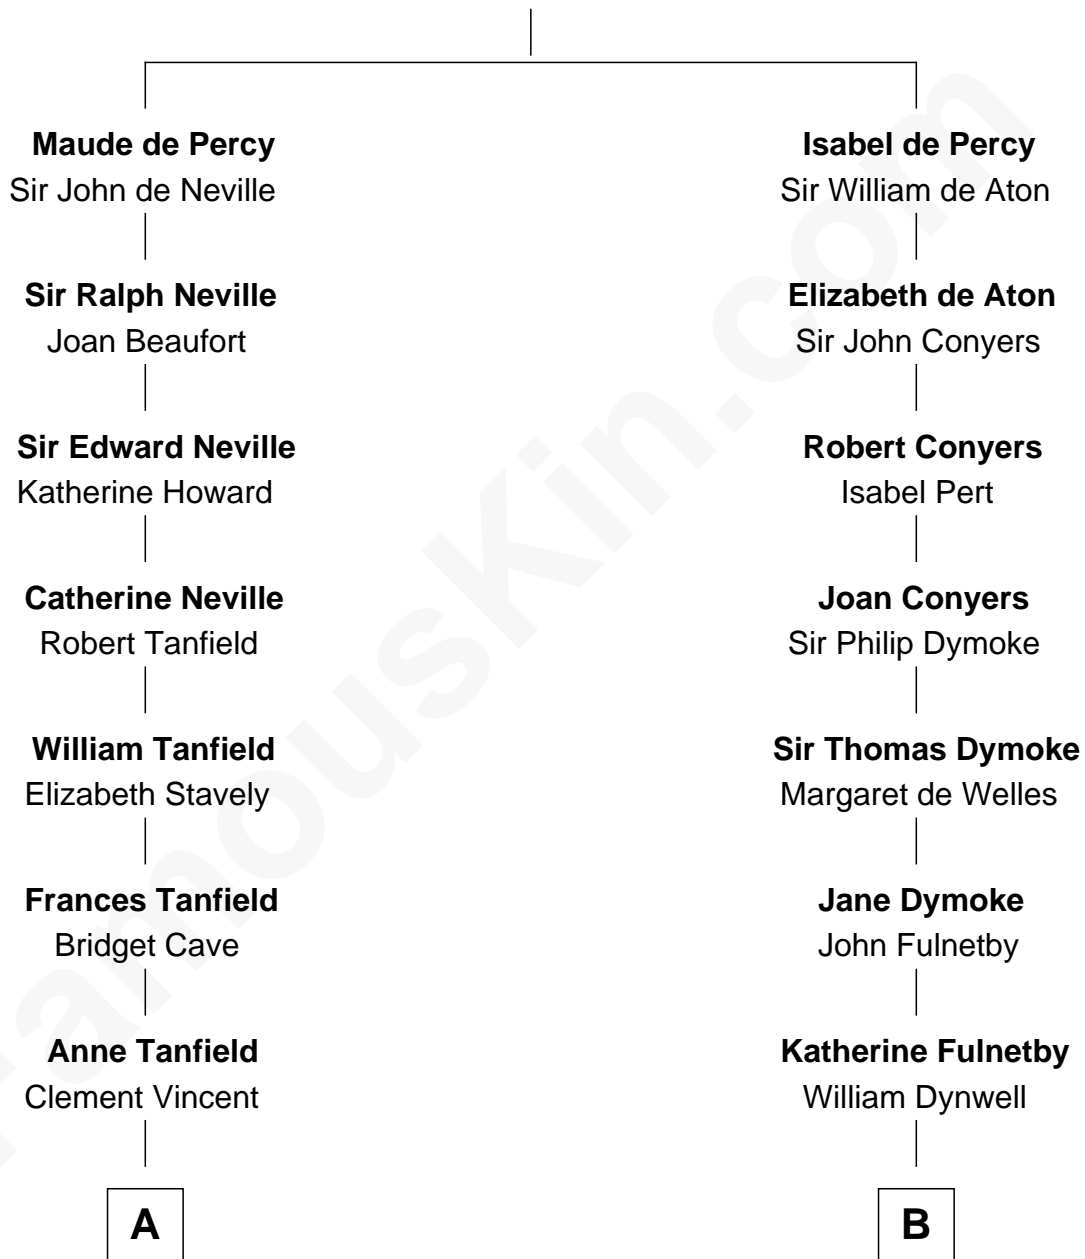 Maude de Percy
Sir John de Neville
Sir Ralph Neville
Joan Beaufort
Sir Edward Neville
Katherine Howard
Catherine Neville
Robert Tanfield
William Tanfield
Elizabeth Stavely
Frances Tanfield
Bridget Cave
Anne Tanfield
Clement Vincent
A
Isabel de Percy
Sir William de Aton
Elizabeth de Aton
Sir John Conyers
Robert Conyers
Isabel Pert
Joan Conyers
Sir Philip Dymoke
Sir Thomas Dymoke
Margaret de Welles
Jane Dymoke
John Fulnetby
Katherine Fulnetby
William Dynwell
B
FamousKin.com